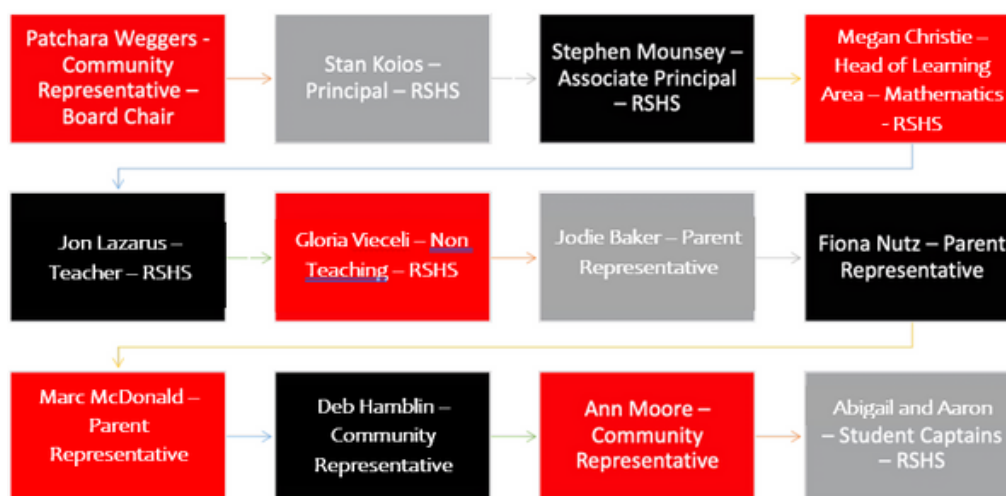 Patchara Weggers -
Community
Representative –
Board Chair
Stan Koios –
Principal – RSHS
Stephen Mounsey –
Associate Principal
– RSHS
Megan Christie –
Head of Learning
Area – Mathematics
- RSHS
Jon Lazarus –
Teacher – RSHS
Gloria Vieceli – Non
Teaching – RSHS
Jodie Baker – Parent
Representative
Fiona Nutz – Parent
Representative
Marc McDonald –
Parent
Representative
Deb Hamblin –
Community
Representative
Ann Moore –
Community
Representative
Abigail and Aaron
– Student Captains
– RSHS